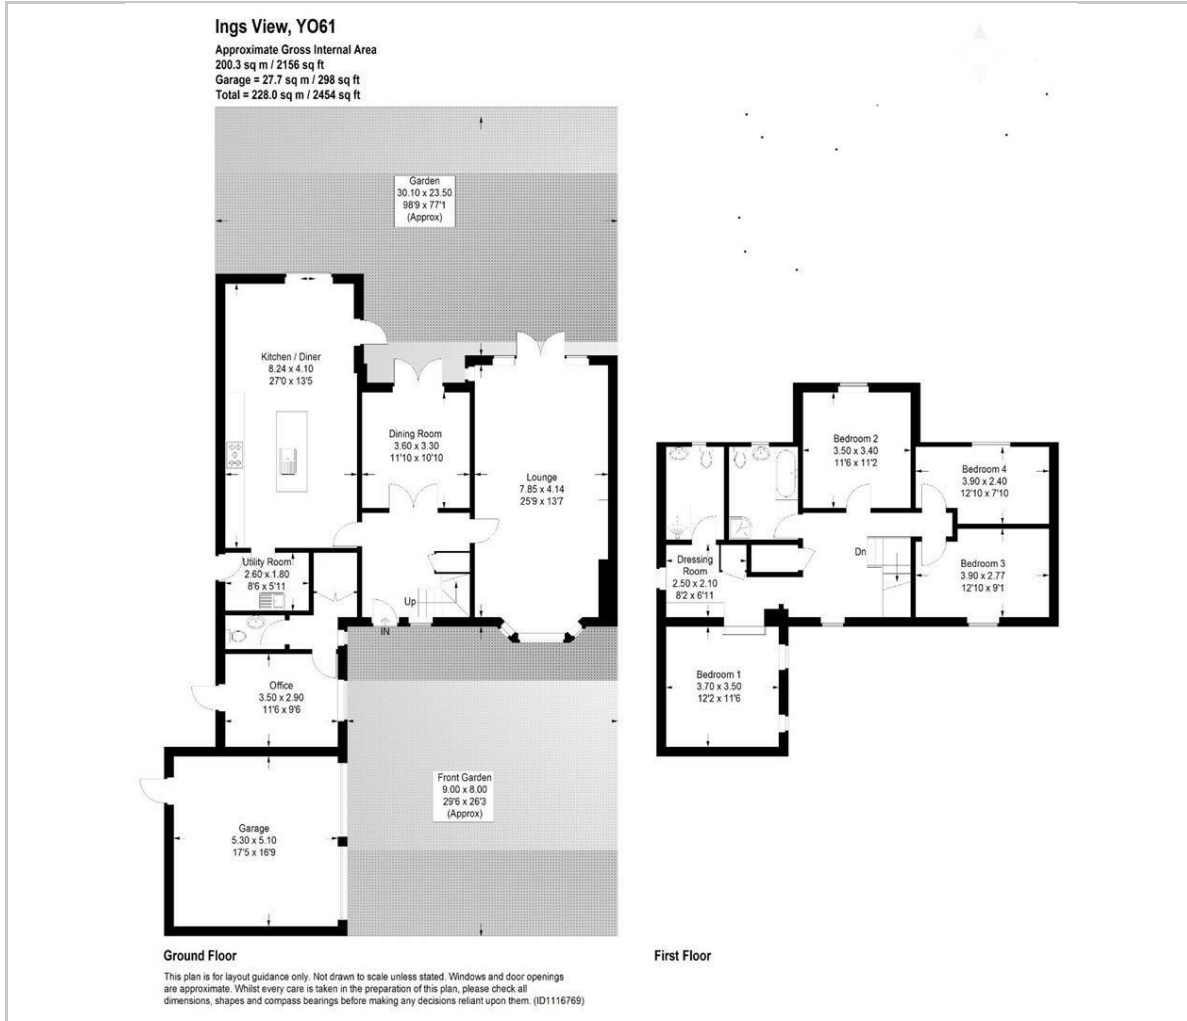 Ings View, YO61
Approximate Gross Internal Area
200.3 sq m / 2156 sq ft
Garage = 27.7 sq m / 298 sq ft
Total = 228.0 sq m / 2454 sq ft
Garden
30.10 x 23.50
98'9 x 77'1
(Approx)
Kitchen / Diner
8.24 x 4.10
27'0 x 13'5
Dining Room
3.60 x 3.30
11'10 x 10'10
Lounge
7.85 x 4.14
25'9 x 13'7
Utility Room
2.60 x 1.80
8'6 x 5'11
Up
IN
Office
3.50 x 2.90
11'6 x 9'6
Front Garden
9.00 x 8.00
29'6 x 26'3
(Approx)
Garage
5.30 x 5.10
17'5 x 16'9
Bedroom 2
3.50 x 3.40
11'6 x 11'2
Bedroom 4
3.90 x 2.40
12'10 x 7'10
Dn
Dressing
Room
2.50 x 2.10
8'2 x 6'11
Bedroom 3
3.90 x 2.77
12'10 x 9'1
Bedroom 1
3.70 x 3.50
12'2 x 11'6
Ground Floor
First Floor
This plan is for layout guidance only. Not drawn to scale unless stated. Windows and door openings
are approximate. Whilst every care is taken in the preparation of this plan, please check all
dimensions, shapes and compass bearings before making any decisions reliant upon them. (ID1116769)